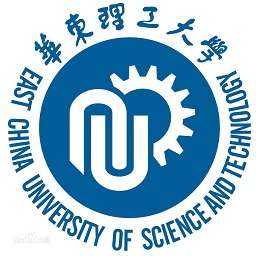 華東理工大學
EAST CHINA UNIVERSITY OF SCIENCE AND TECHNOLOGY